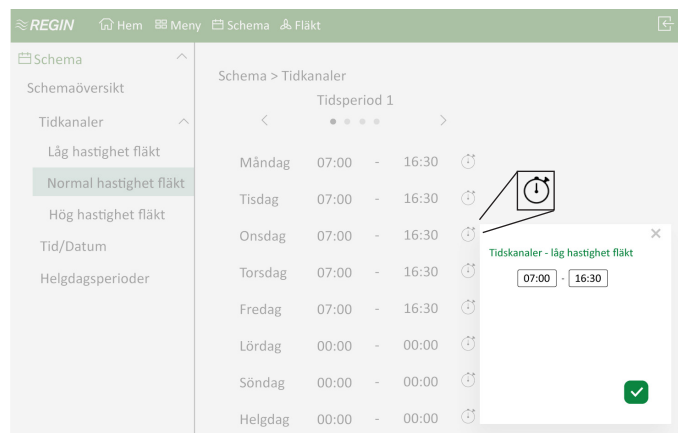 REGIN Hem Meny Schema Fläkt
Schema
Schemaöversikt
Tidkanaler
Låg hastighet fläkt
Normal hastighet fläkt
Hög hastighet fläkt
Tid/Datum
Helgdagsperioder
Schema > Tidkanaler
Tidsperiod 1
Måndag 07:00 - 16:30
Tisdag 07:00 - 16:30
Onsdag 07:00 - 16:30
Torsdag 07:00 - 16:30
Fredag 07:00 - 16:30
Lördag 00:00 - 00:00
Söndag 00:00 - 00:00
Helgdag 00:00 - 00:00
Tidskanaler - låg hastighet fläkt
07:00 - 16:30